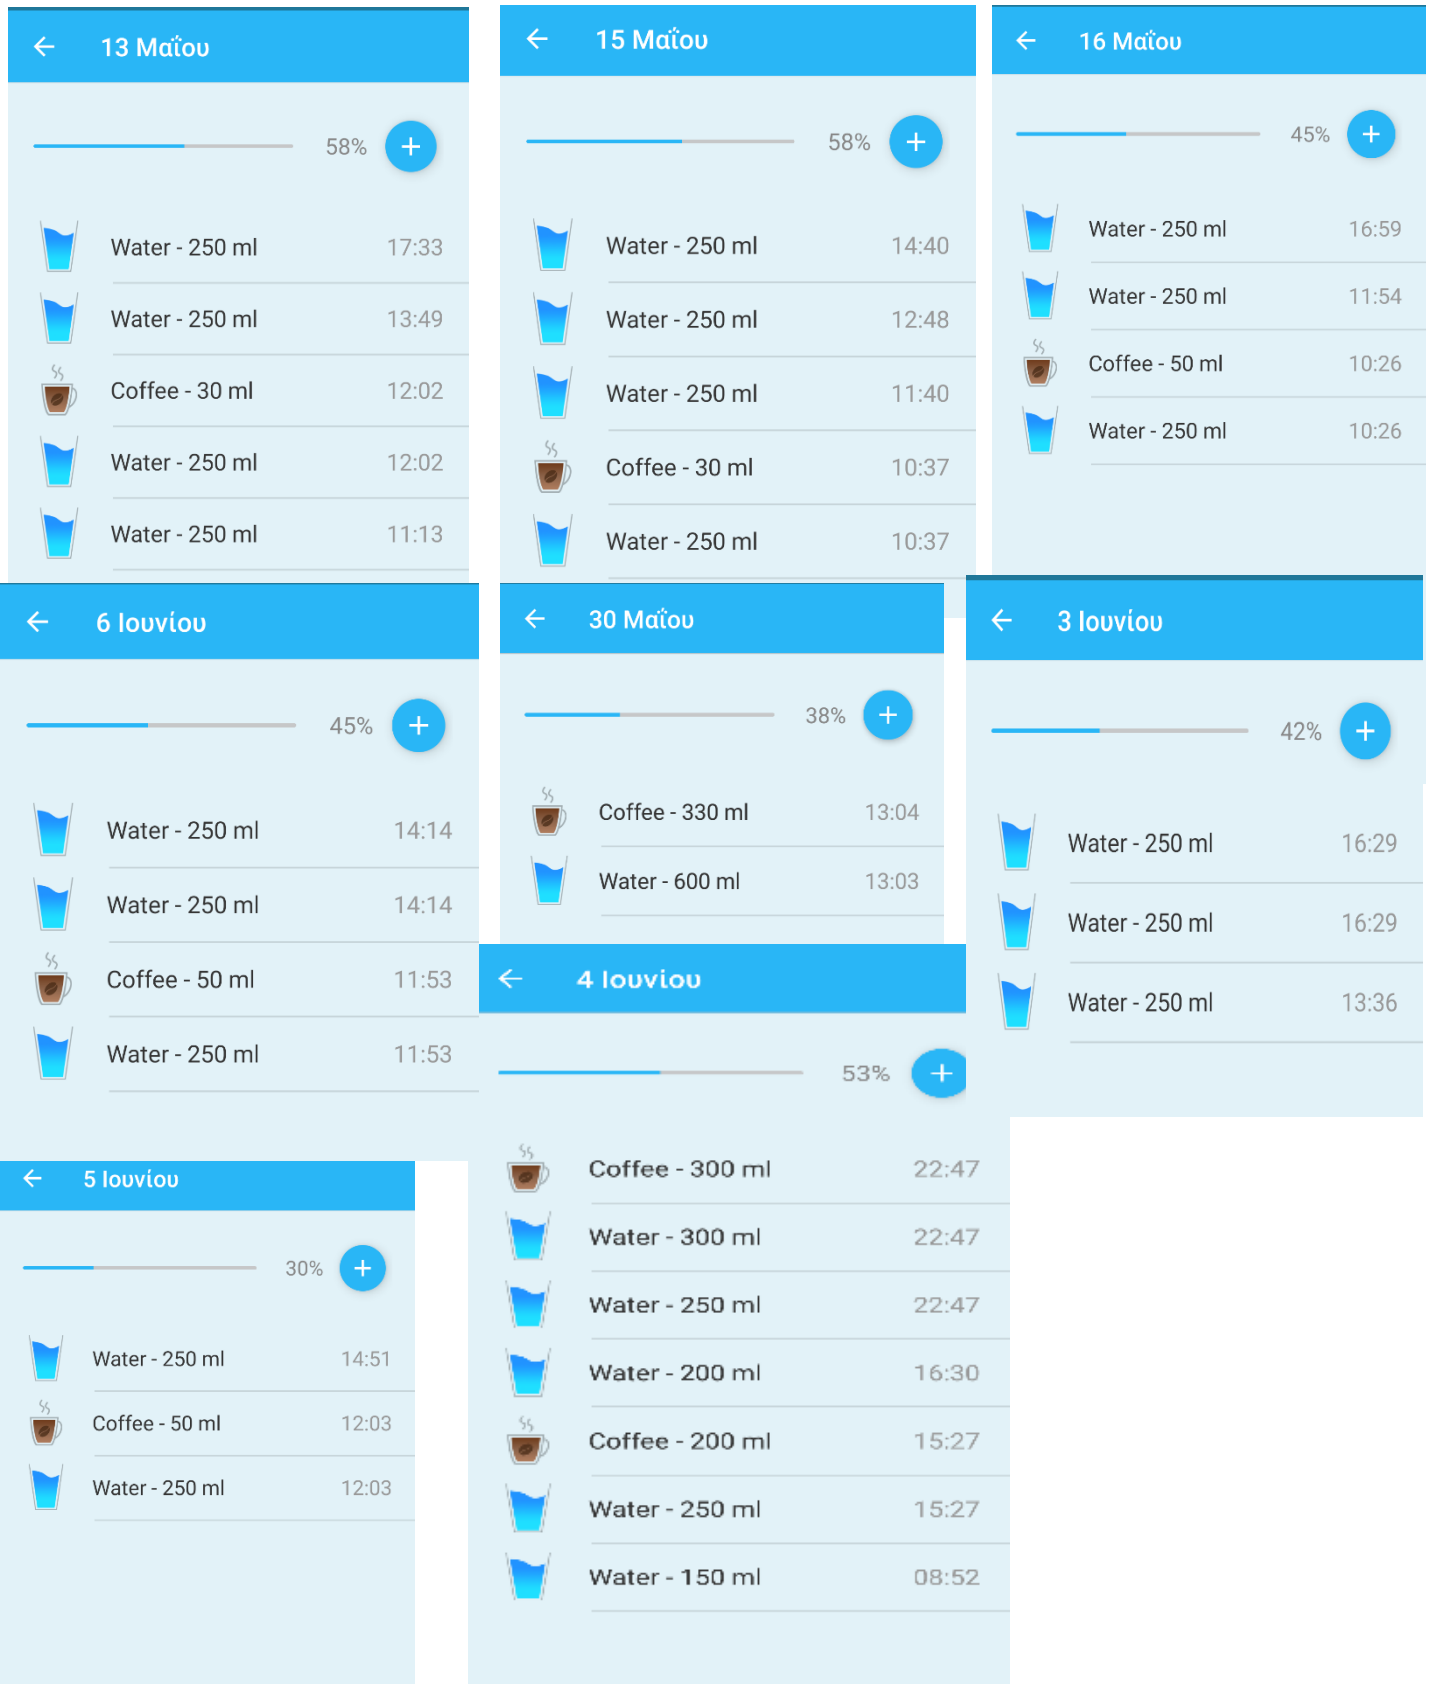 13 Μαΐου
58%
Water - 250 ml 17:33
Water - 250 ml 13:49
Coffee - 30 ml 12:02
Water - 250 ml 12:02
Water - 250 ml 11:13
15 Μαΐου
58%
Water - 250 ml 14:40
Water - 250 ml 12:48
Water - 250 ml 11:40
Coffee - 30 ml 10:37
Water - 250 ml 10:37
16 Μαΐου
45%
Water - 250 ml 16:59
Water - 250 ml 11:54
Coffee - 50 ml 10:26
Water - 250 ml 10:26
6 Ιουνίου
45%
Water - 250 ml 14:14
Water - 250 ml 14:14
Coffee - 50 ml 11:53
Water - 250 ml 11:53
30 Μαΐου
38%
Coffee - 330 ml 13:04
Water - 600 ml 13:03
3 Ιουνίου
42%
Water - 250 ml 16:29
Water - 250 ml 16:29
Water - 250 ml 13:36
5 Ιουνίου
30%
Water - 250 ml 14:51
Coffee - 50 ml 12:03
Water - 250 ml 12:03
4 Ιουνίου
53%
Coffee - 300 ml 22:47
Water - 300 ml 22:47
Water - 250 ml 22:47
Water - 200 ml 16:30
Coffee - 200 ml 15:27
Water - 250 ml 15:27
Water - 150 ml 08:52